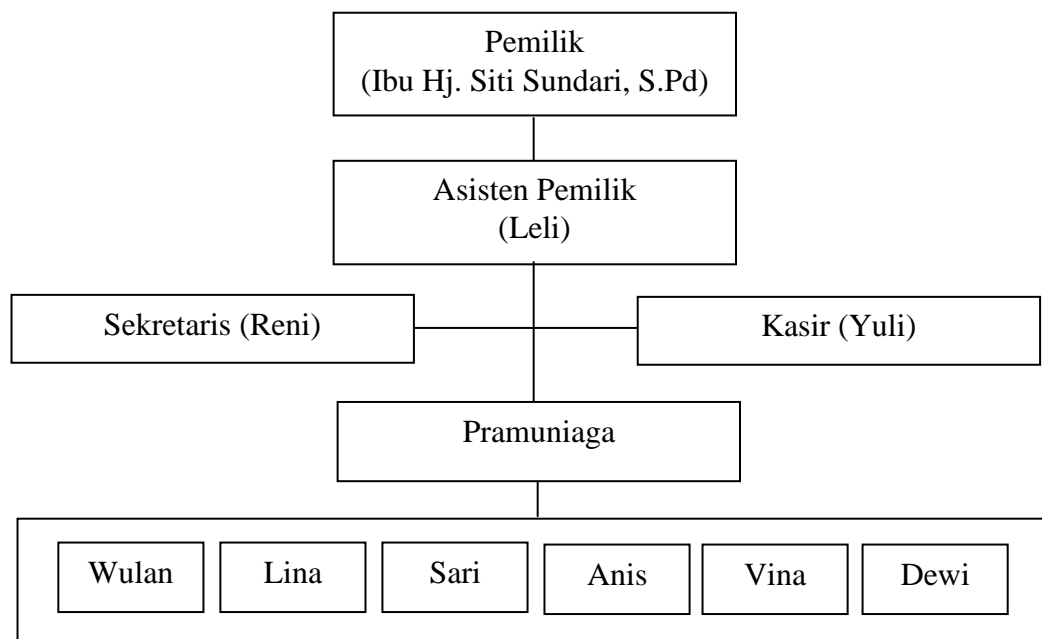 Pemilik
(Ibu Hj. Siti Sundari, S.Pd)
Asisten Pemilik
(Leli)
Sekretaris (Reni)
Kasir (Yuli)
Pramuniaga
Wulan
Lina
Sari
Anis
Vina
Dewi